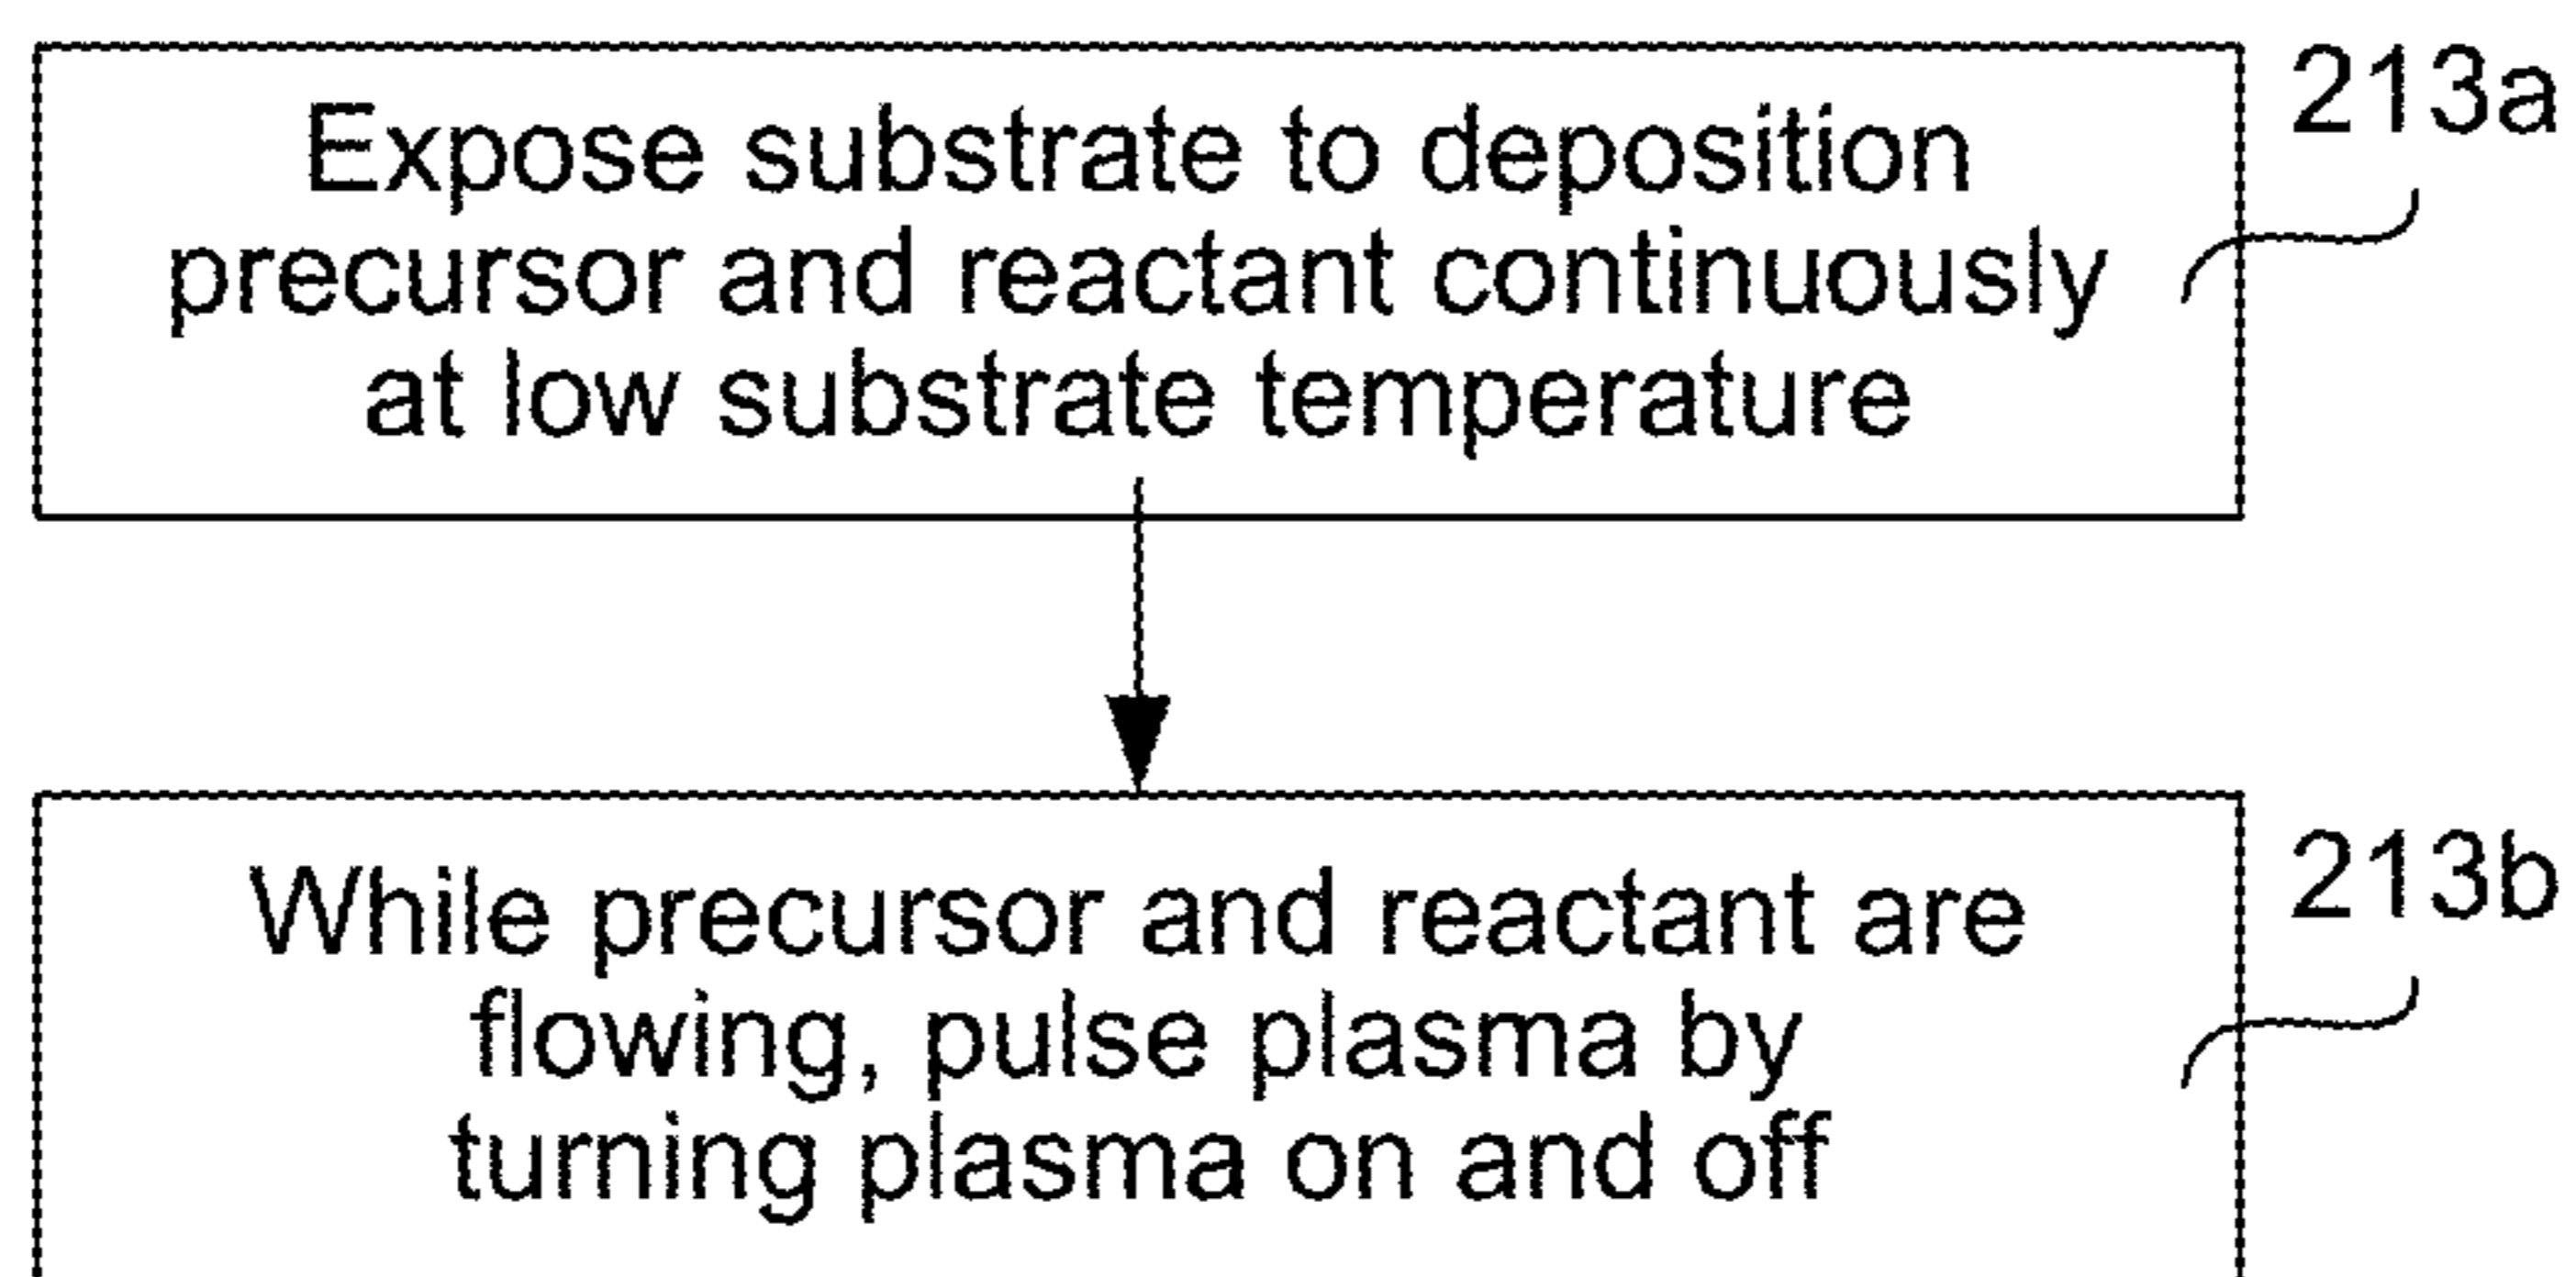 Expose substrate to deposition
precursor and reactant continuously
at low substrate temperature
213a
While precursor and reactant are
flowing, pulse plasma by
turning plasma on and off
213b